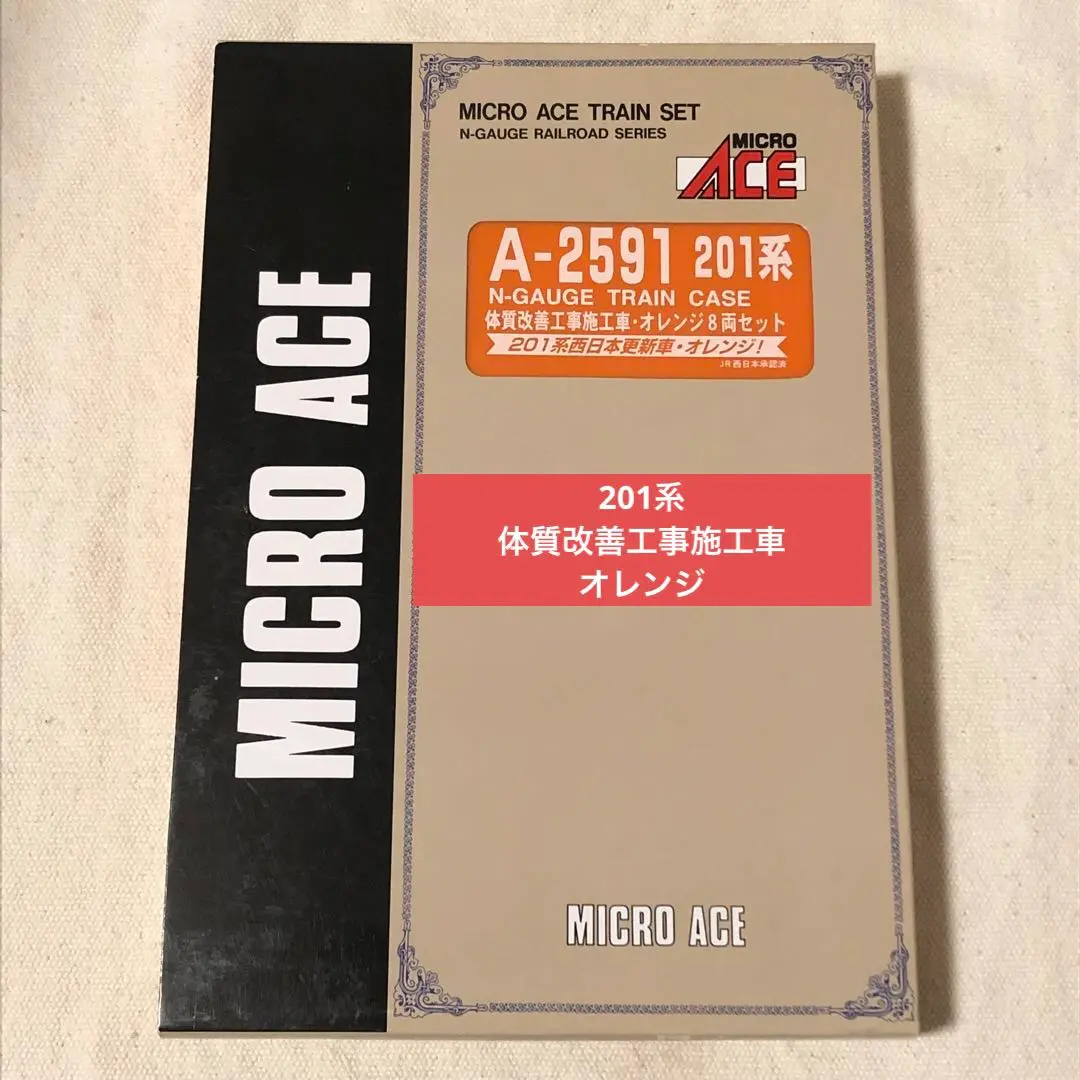 MICRO ACE
MICRO ACE TRAIN SET
N-GAUGE RAILROAD SERIES
MICRO
ACE
A-2591 201系
N-GAUGE TRAIN CASE
体質改善工事施工車・オレンジ8両セット
201系西日本更新車・オレンジ!
JR西日本承認済
201系
体質改善工事施工車
オレンジ
MICRO ACE